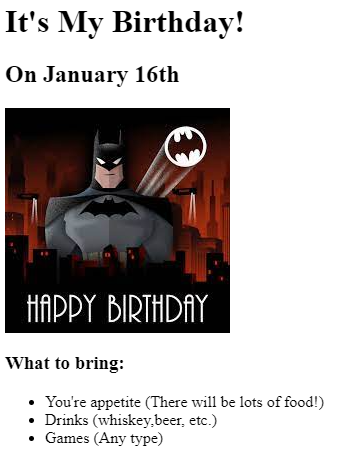 It's My Birthday!
On January 16th
HAPPY BIRTHDAY
What to bring:
• You're appetite (There will be lots of food!)
• Drinks (whiskey,beer, etc.)
• Games (Any type)